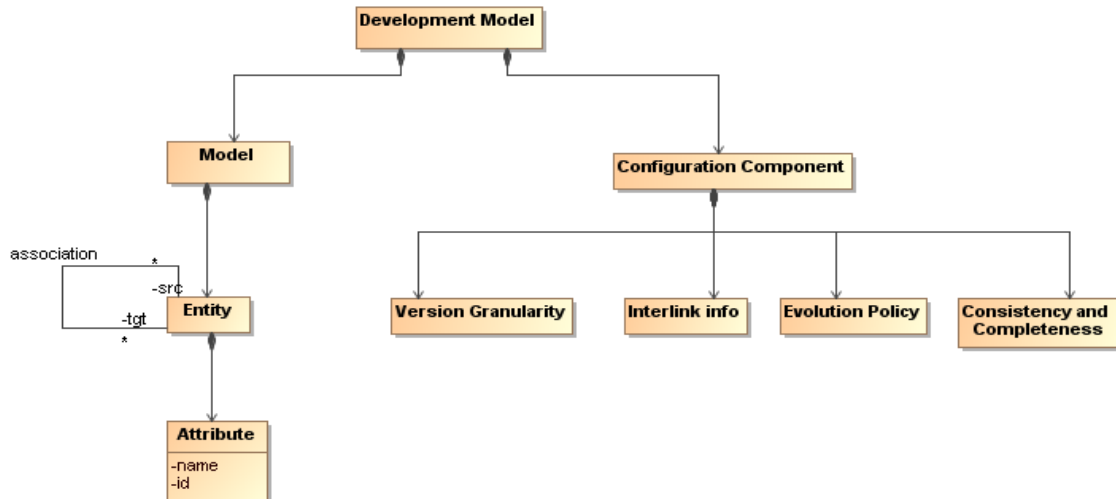 Development Model
Model
Configuration Component
association
*
-src
Entity
-tgt
*
Version Granularity
Interlink info
Evolution Policy
Consistency and
Completeness
Attribute
-name
-id